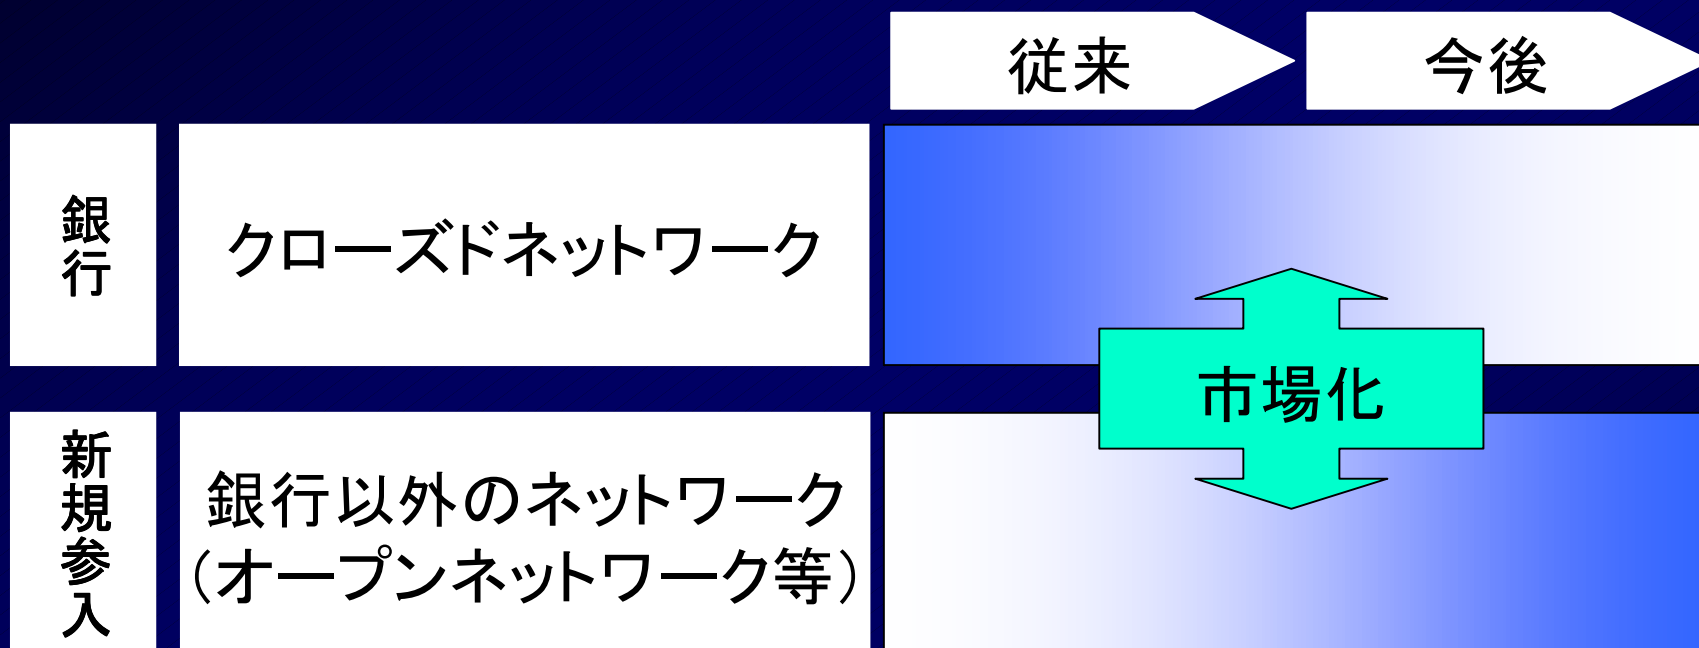 従来
今後
銀行
クローズドネットワーク
市場化
新規参入
銀行以外のネットワーク
（オープンネットワーク等）